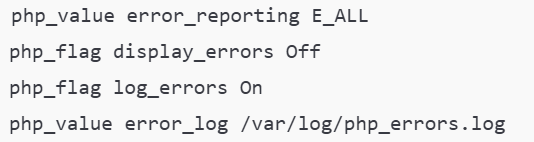 php_value error_reporting E_ALL
php_flag display_errors Off
php_flag log_errors On
php_value error_log /var/log/php_errors.log